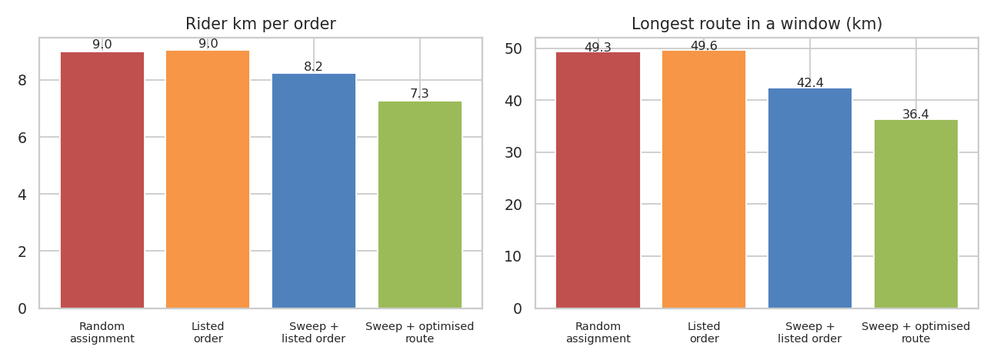 Rider km per order
9.0
9.0
8.2
7.3
8
6
4
2
0
Random
assignment
Listed
order
Sweep +
listed order
Sweep + optimised
route
Longest route in a window (km)
49.3
49.6
42.4
36.4
50
40
30
20
10
0
Random
assignment
Listed
order
Sweep +
listed order
Sweep + optimised
route